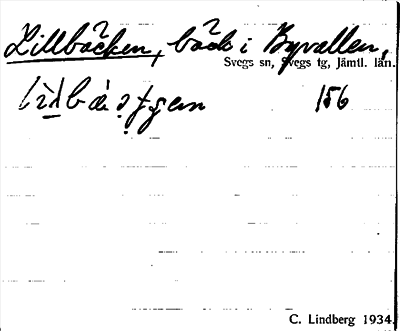 Lillbäcken, bäck i Byvallen,
Svegs sn, Svegs tg, Jämtl. län.
156
C. Lindberg 1934.